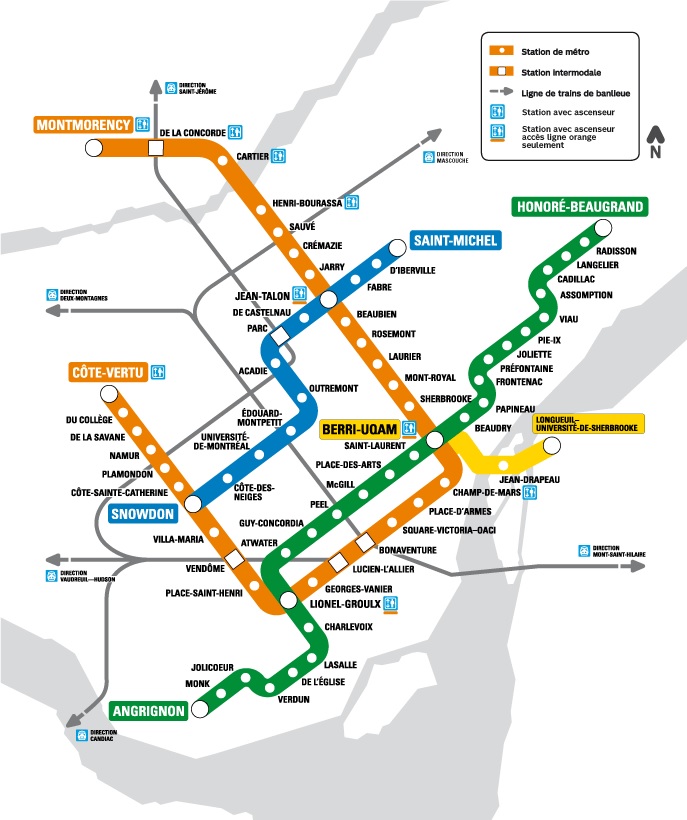 Station de métro
Station Intermodale
Ligne de trains de banlieue
Station avec ascenseur
Station avec ascenseur
accès ligne orange
seulement
N
DIRECTION
SAINT-JÉRÔME
MONTMORENCY
DE LA CONCORDE
CARTIER
DIRECTION
MASCOUCHE
HENRI-BOURASSA
HONORÉ-BEAUGRAND
SAUVÉ
SAINT-MICHEL
CRÉMAZIE
RADISSON
LANGELIER
JARRY
D'IBERVILLE
CADILLAC
FABRE
DIRECTION
DEUX-MONTAGNES
JEAN-TALON
ASSOMPTION
DE CASTELNAU
BEAUBIEN
VIAU
PARC
ROSEMONT
PIE-IX
LAURIER
JOLIETTE
ACADIE
PRÉFONTAINE
CÔTE-VERTU
MONT-ROYAL
FRONTENAC
OUTREMONT
SHERBROOKE
PAPINEAU
DU COLLÈGE
ÉDOUARD-
MONTPETIT
BERRI-UQAM
BEAUDRY
LONGUEUIL–
UNIVERSITÉ-DE-SHERBROOKE
DE LA SAVANE
UNIVERSITÉ-
DE-MONTRÉAL
SAINT-LAURENT
NAMUR
PLACE-DES-ARTS
PLAMONDON
JEAN-DRAPEAU
CÔTE-SAINTE-CATHERINE
CÔTE-DES-
NEIGES
McGILL
CHAMP-DE-MARS
SNOWDON
PEEL
PLACE-D'ARMES
GUY-CONCORDIA
SQUARE-VICTORIA–OACI
VILLA-MARIA
ATWATER
BONAVENTURE
DIRECTION
MONT-SAINT-HILAIRE
VENDÔME
LUCIEN-L'ALLIER
DIRECTION
VAUDREUIL—HUDSON
PLACE-SAINT-HENRI
GEORGES-VANIER
LIONEL-GROULX
CHARLEVOIX
JOLICOEUR
LASALLE
MONK
DE L'ÉGLISE
VERDUN
ANGRIGNON
DIRECTION
CANDIAC